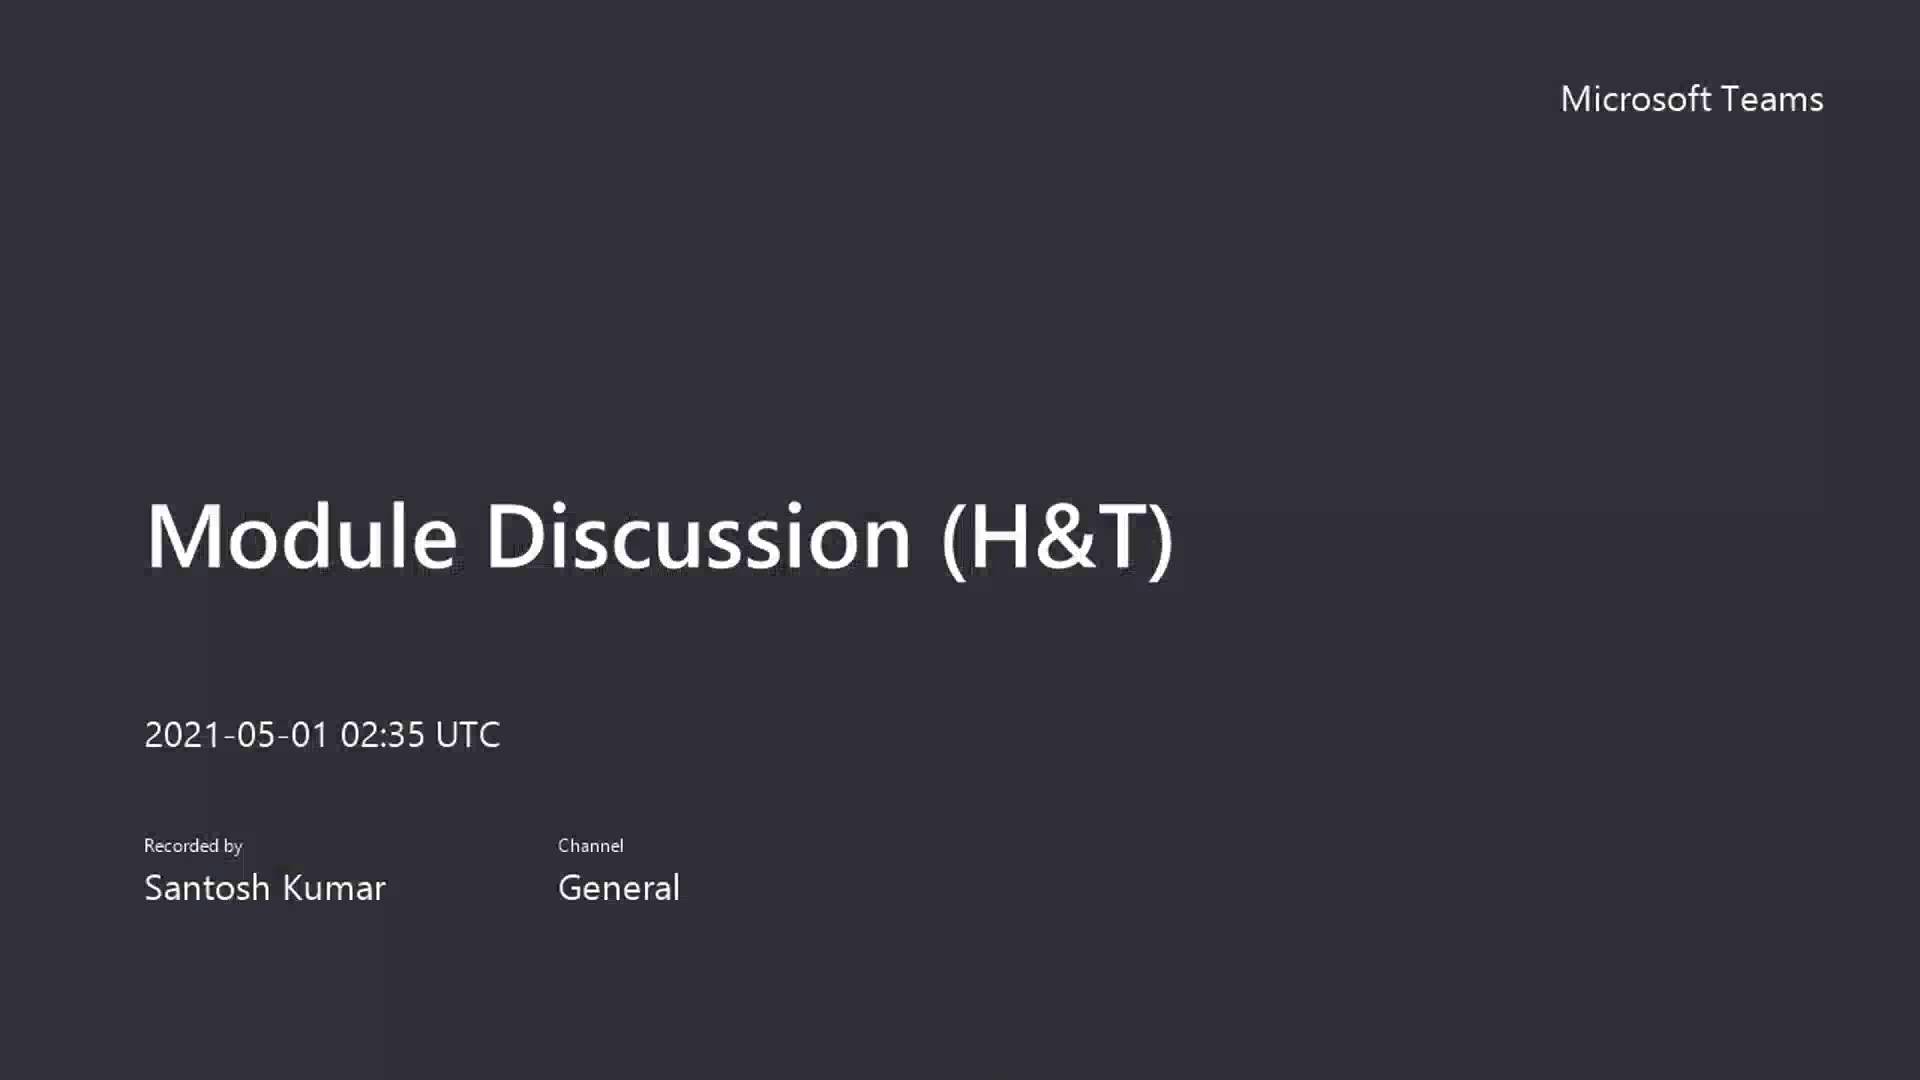 Microsoft Teams
Module Discussion (H&T)
2021-05-01 02:35 UTC
Recorded by
Santosh Kumar
Channel
General